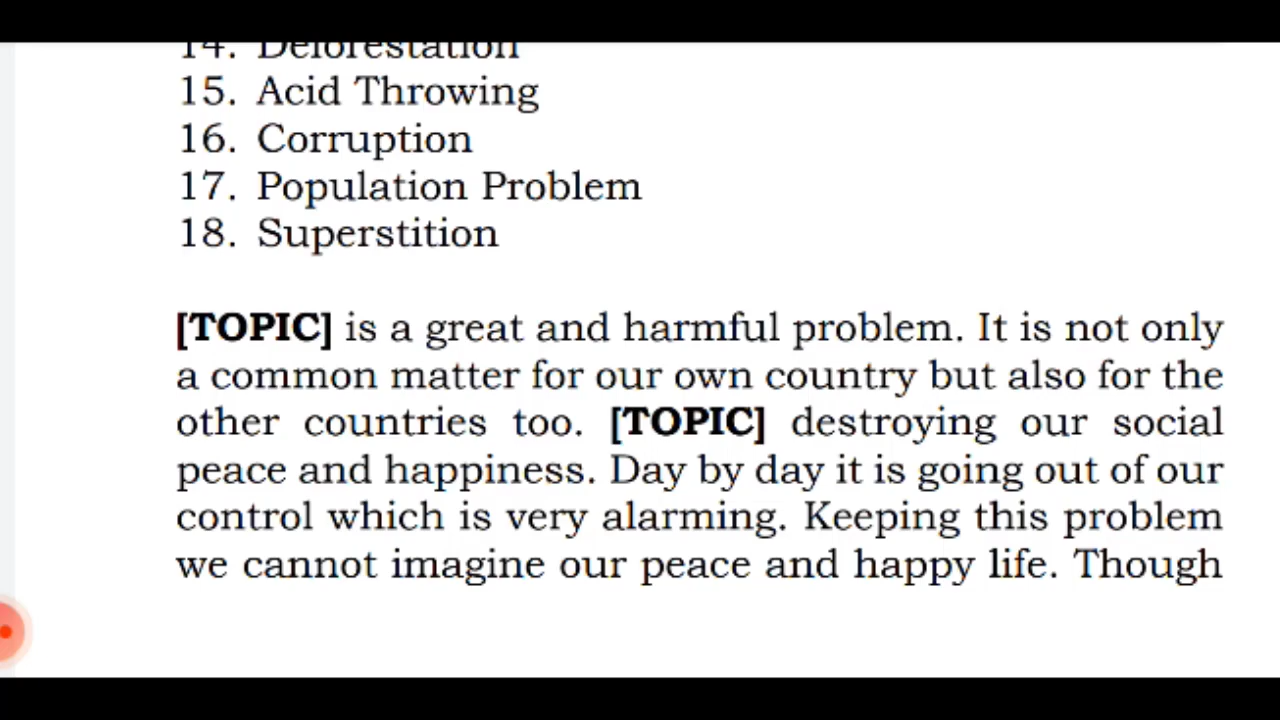 14. Deforestation
15. Acid Throwing
16. Corruption
17. Population Problem
18. Superstition
[TOPIC] is a great and harmful problem. It is not only
a common matter for our own country but also for the
other countries too. [TOPIC] destroying our social
peace and happiness. Day by day it is going out of our
control which is very alarming. Keeping this problem
we cannot imagine our peace and happy life. Though